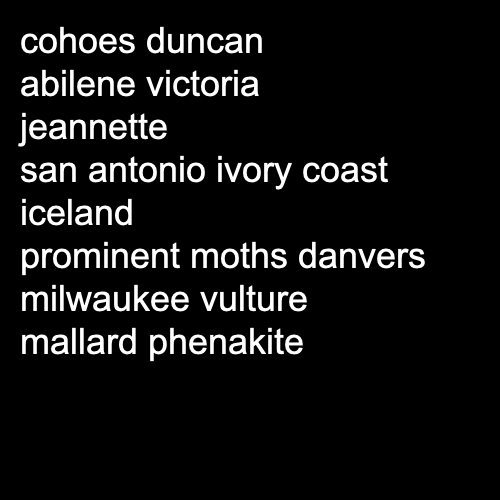 cohoes duncan
abilene victoria
jeannette
san antonio ivory coast
iceland
prominent moths danvers
milwaukee vulture
mallard phenakite